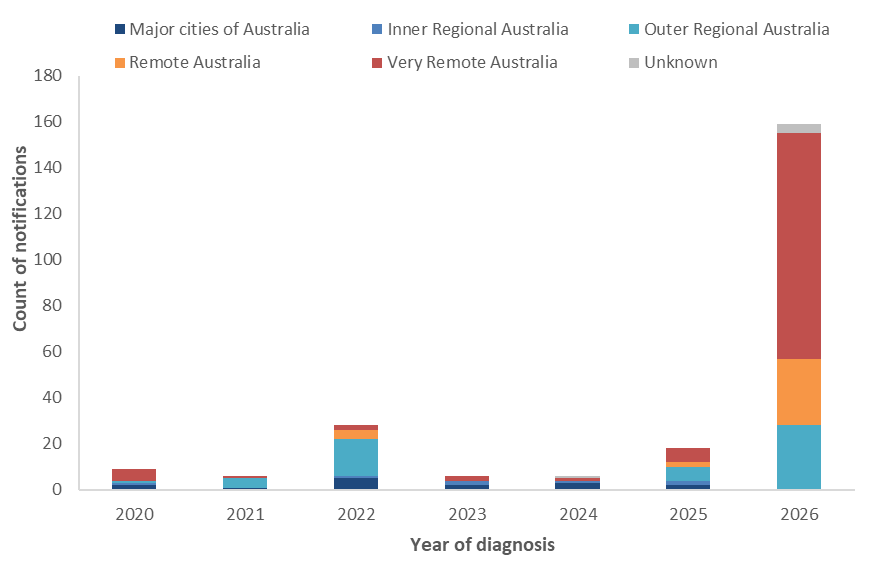 Major cities of Australia Inner Regional Australia Outer Regional Australia
Remote Australia Very Remote Australia Unknown
180
160
140
120
100
80
60
40
20
0
Count of notifications
2020 2021 2022 2023 2024 2025 2026
Year of diagnosis